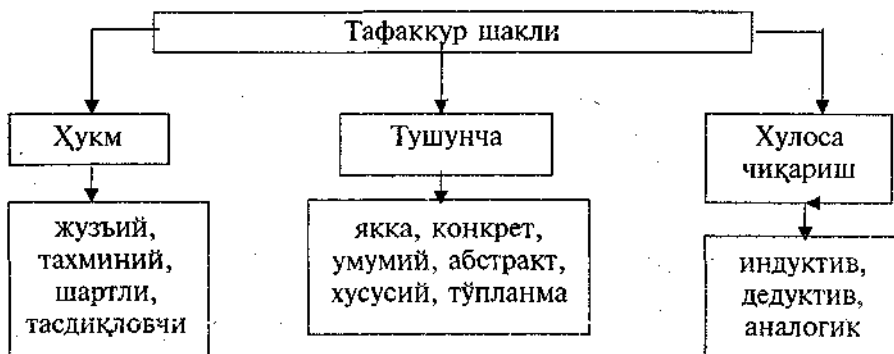 Тафаккур шакли
Ҳукм
Тушунча
Хулоса
чиқариш
жузъий,
тахминий,
шартли,
тасдиқловчи
якка, конкрет,
умумий, абстракт,
хусусий, тўпланма
индуктив,
дедуктив,
аналогик